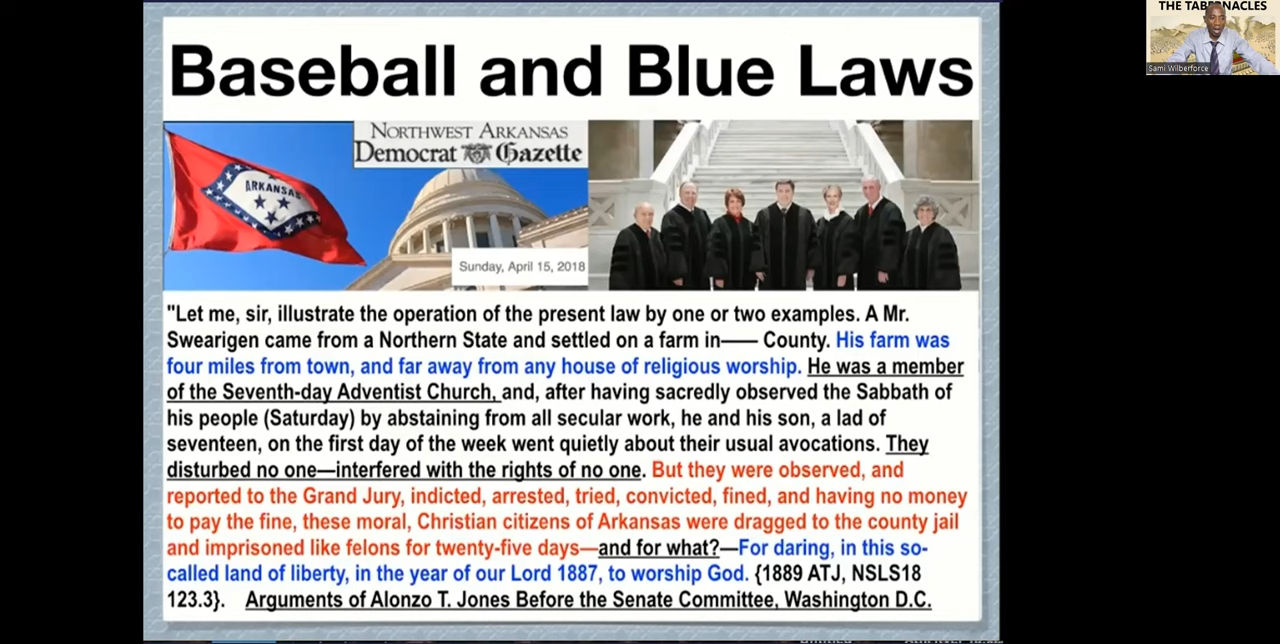 THE TABERNACLES
Sami Wilberforce
Baseball and Blue Laws
NORTHWEST ARKANSAS
Democrat Gazette
ARKANSAS
Sunday, April 15, 2018
"Let me, sir, illustrate the operation of the present law by one or two examples. A Mr.
Swearigen came from a Northern State and settled on a farm in—— County. His farm was
four miles from town, and far away from any house of religious worship. He was a member
of the Seventh-day Adventist Church, and, after having sacredly observed the Sabbath of
his people (Saturday) by abstaining from all secular work, he and his son, a lad of
seventeen, on the first day of the week went quietly about their usual avocations. They
disturbed no one—interfered with the rights of no one. But they were observed, and
reported to the Grand Jury, indicted, arrested, tried, convicted, fined, and having no money
to pay the fine, these moral, Christian citizens of Arkansas were dragged to the county jail
and imprisoned like felons for twenty-five days—and for what?—For daring, in this so-
called land of liberty, in the year of our Lord 1887, to worship God. {1889 ATJ, NSLS18
123.3}. Arguments of Alonzo T. Jones Before the Senate Committee, Washington D.C.